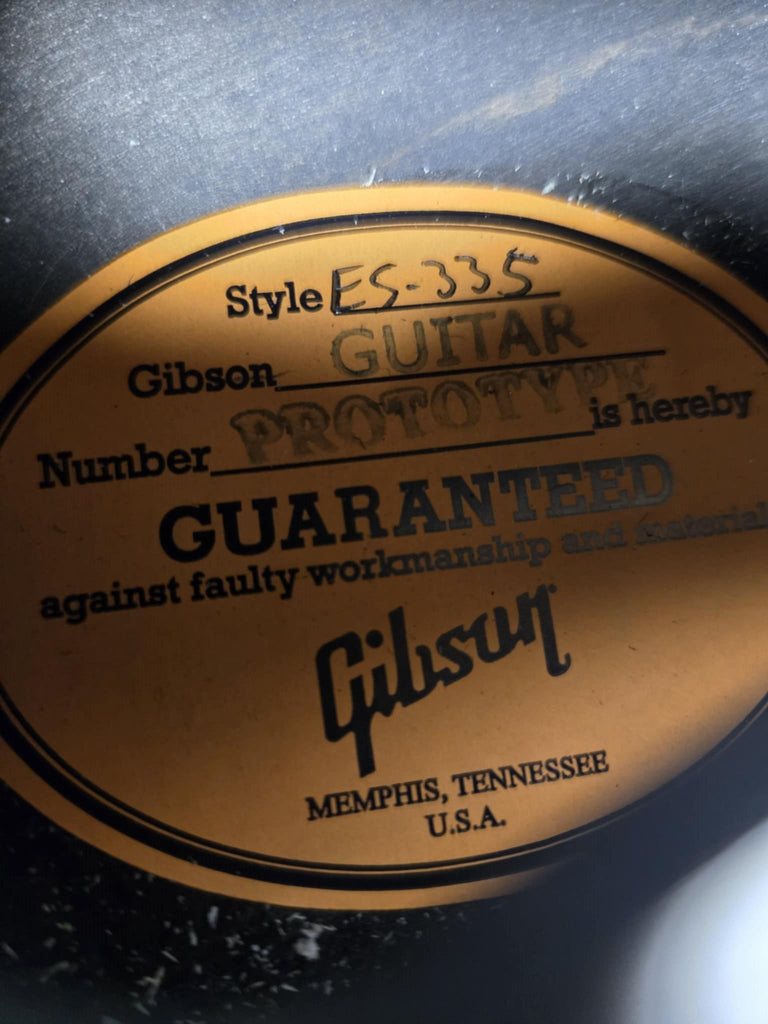 Style ES-335
Gibson GUITAR
Number PROTOTYPE is hereby
GUARANTEED
against faulty workmanship and material
Gibson
MEMPHIS, TENNESSEE
U.S.A.